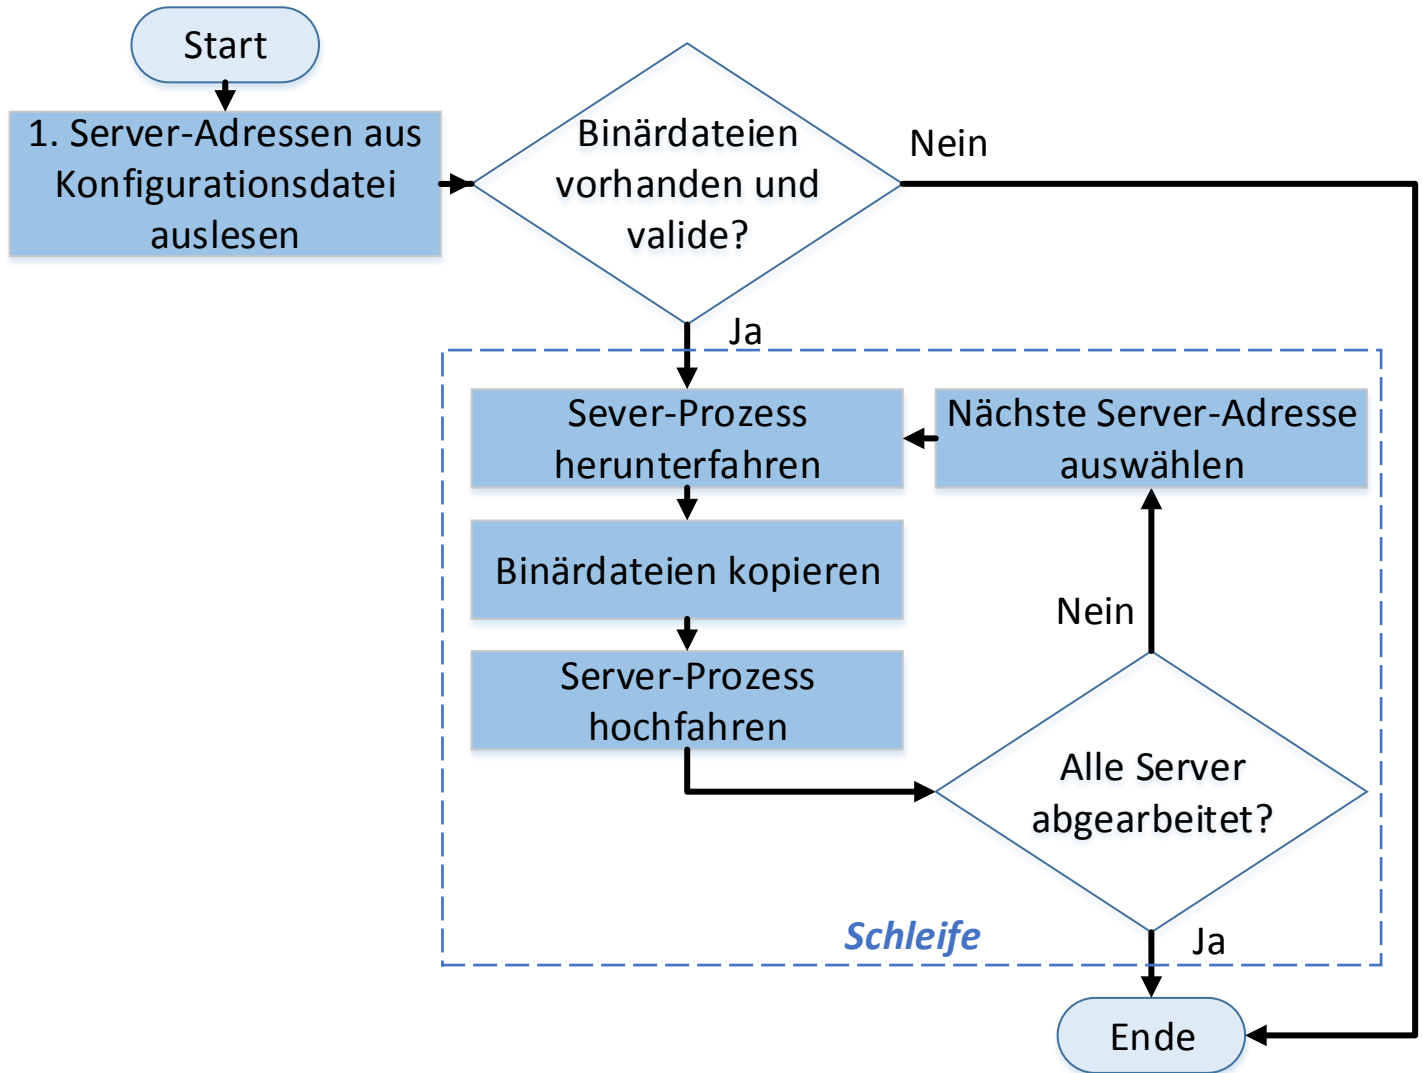 Start
1. Server-Adressen aus
Konfigurationsdatei
auslesen
Binärdateien
vorhanden und
valide?
Nein
Ja
Sever-Prozess
herunterfahren
Nächste Server-Adresse
auswählen
Binärdateien kopieren
Nein
Server-Prozess
hochfahren
Alle Server
abgearbeitet?
Schleife
Ja
Ende